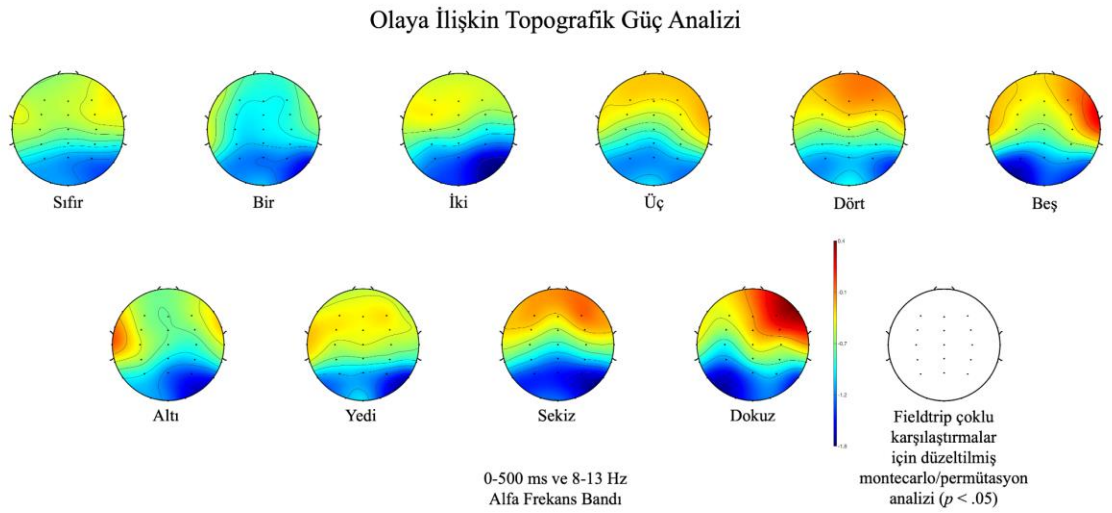 Olaya İlişkin Topografik Güç Analizi
Sıfır
Bir
İki
Üç
Dört
Beş
Altı
Yedi
Sekiz
Dokuz
0-500 ms ve 8-13 Hz
Alfa Frekans Bandı
Fieldtrip çoklu
karşılaştırmalar
için düzeltilmiş
montecarlo/permütasyon
analizi (p < .05)